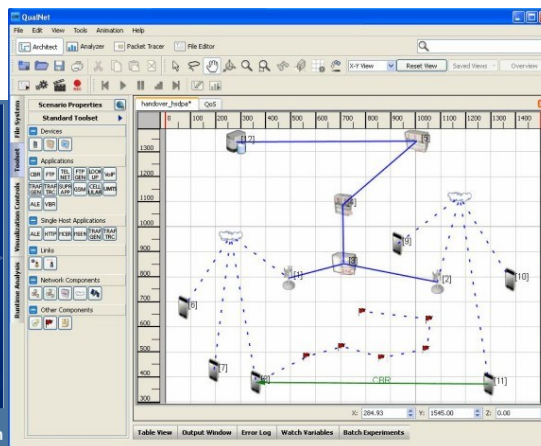 QualNet
File Edit View Tools Animation Help
Architect Analyzer Packet Tracer File Editor
X-Y View Reset View Saved Views Overview
File System
Toolset
Visualization Controls
Runtime Analysis
Scenario Properties
Standard Toolset
Devices
Applications
CBR FTP TEL NET FTP GEN LOOK UP VoIP
TRAF GEN TRAF TRC SUPR APP GSM CELL ULAR UMTS
ALE VBR
Single Host Applications
ALE HTTP MCBR TRAF GEN TRAF TRC
Links
Network Components
Other Components
handover_hsdpa* QoS
0 100 200 300 400 500 600 700 800 900 1000 1100 1200 1300 1400
1300
1200
1100
1000
900
800
700
600
500
400
300
[12]
[5]
[4]
[9]
[3]
[1]
[2]
[10]
[6]
[7]
[8]
[11]
CBR
X: 284.93 Y: 1545.00 Z: 0.00
Table View Output Window Error Log Watch Variables Batch Experiments